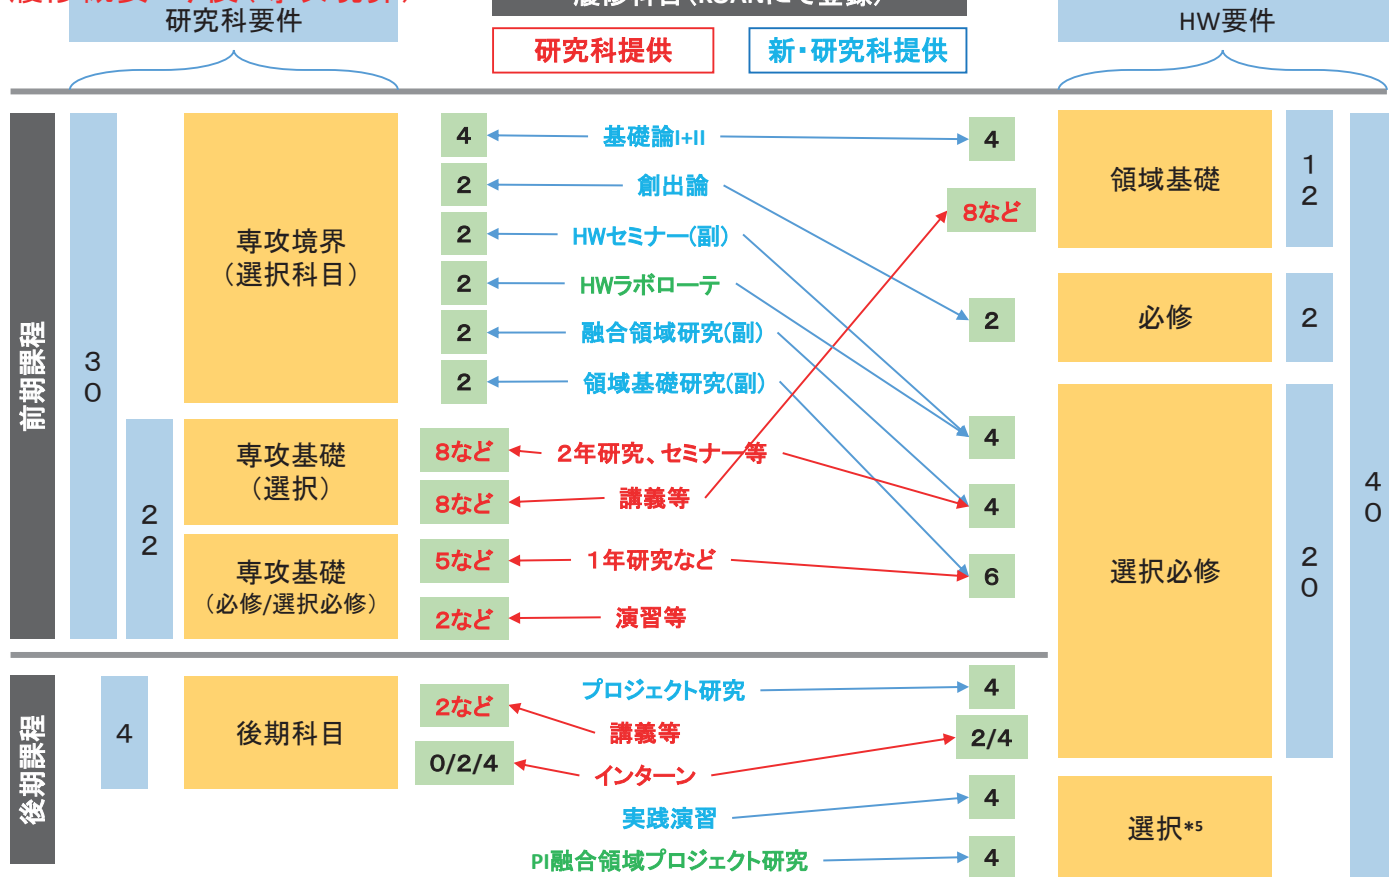 研究科要件
HW要件
研究科提供
新・研究科提供
前期課程
30
22
専攻境界
(選択科目)
専攻基礎
(選択)
専攻基礎
(必修/選択必修)
4
基礎論I+II
4
2
創出論
8など
2
HWセミナー(副)
2
HWラボローテ
2
融合領域研究(副)
2
2
領域基礎研究(副)
4
8など
2年研究、セミナー等
8など
講義等
4
5など
1年研究など
6
2など
演習等
領域基礎
12
必修
2
選択必修
20
40
後期課程
4
後期科目
プロジェクト研究
4
2など
講義等
2/4
0/2/4
インターン
実践演習
4
PI融合領域プロジェクト研究
4
選択*5